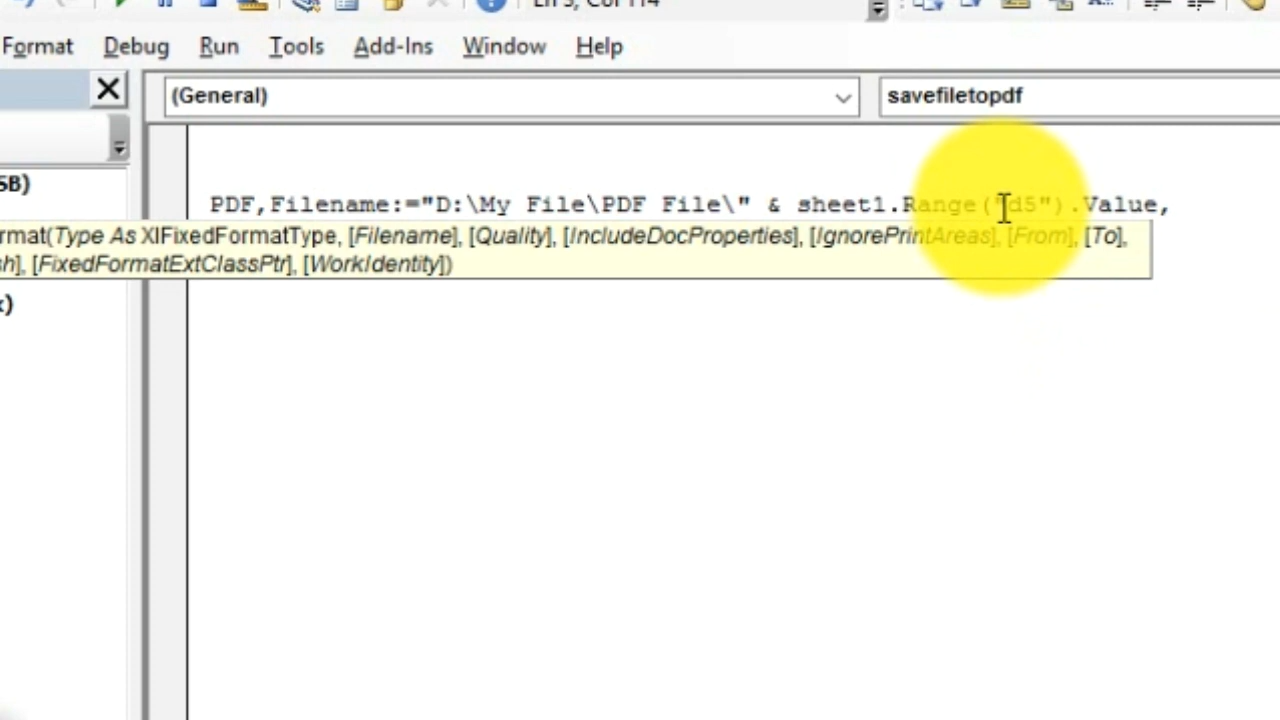 Format Debug Run Tools Add-Ins Window Help
(General)
savefiletopdf
PDF,Filename:="D:\My File\PDF File\" & sheet1.Range("d5").Value,
rmat(Type As XlFixedFormatType, [Filename], [Quality], [IncludeDocProperties], [IgnorePrintAreas], [From], [To],
sh], [FixedFormatExtClassPtr], [WorkIdentity])